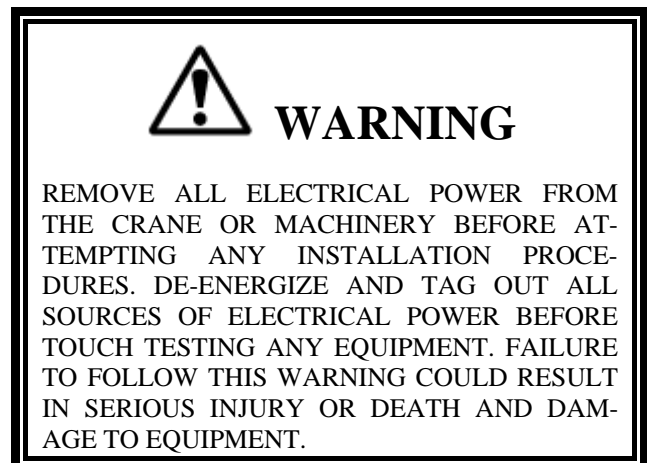 WARNING
REMOVE ALL ELECTRICAL POWER FROM
THE CRANE OR MACHINERY BEFORE AT-
TEMPTING ANY INSTALLATION PROCE-
DURES. DE-ENERGIZE AND TAG OUT ALL
SOURCES OF ELECTRICAL POWER BEFORE
TOUCH TESTING ANY EQUIPMENT. FAILURE
TO FOLLOW THIS WARNING COULD RESULT
IN SERIOUS INJURY OR DEATH AND DAM-
AGE TO EQUIPMENT.